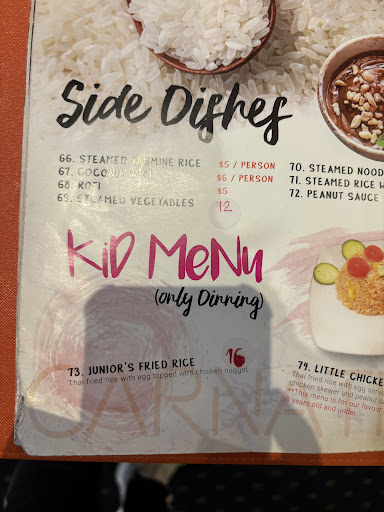 Side Dishes
66. STEAMED JASMINE RICE $5 / PERSON
67. COCONUT RICE $6 / PERSON
68. ROTI $5
69. STEAMED VEGETABLES 12
70. STEAMED NOOD
71. STEAMED RICE
72. PEANUT SAUCE
KiD MeNu
(only Dinning)
73. JUNIOR'S FRIED RICE 16
Thai fried rice with egg topped with chicken nugget
74. LITTLE CHICKE
Thai fried rice with egg serve
chicken skewer and peanut s
**This menu is for our favour
years old and under
CARNATI